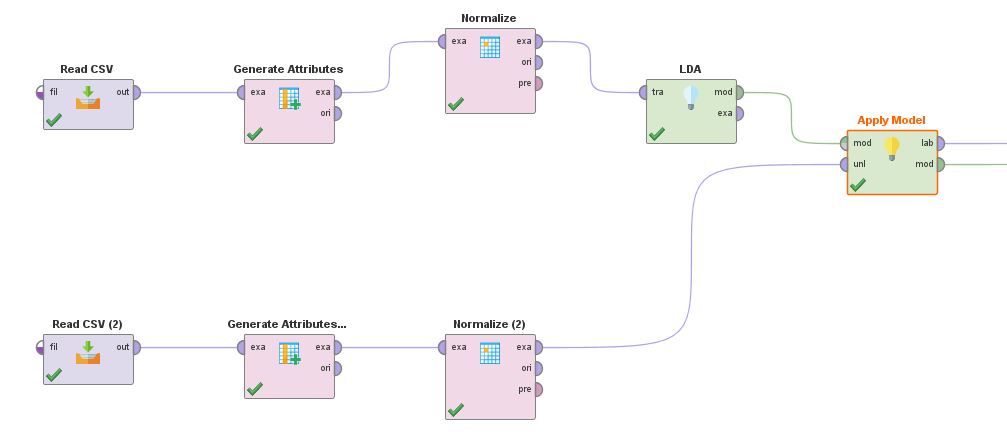 Normalize
exa exa
ori
pre
Read CSV
fil out
Generate Attributes
exa exa
ori
LDA
tra mod
exa
Apply Model
mod lab
unl mod
Read CSV (2)
fil out
Generate Attributes...
exa exa
ori
Normalize (2)
exa exa
ori
pre